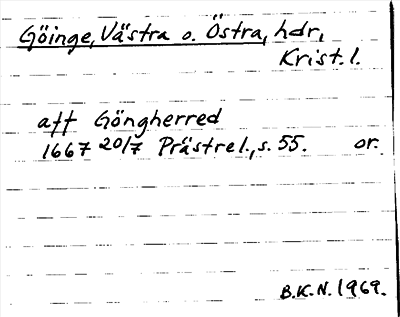 Göinge, Västra o. Östra, hdr,
Krist. l.
aff Göngherred
1667 20/7 Prästrel., s. 55. or.
B.K.N. 1969.